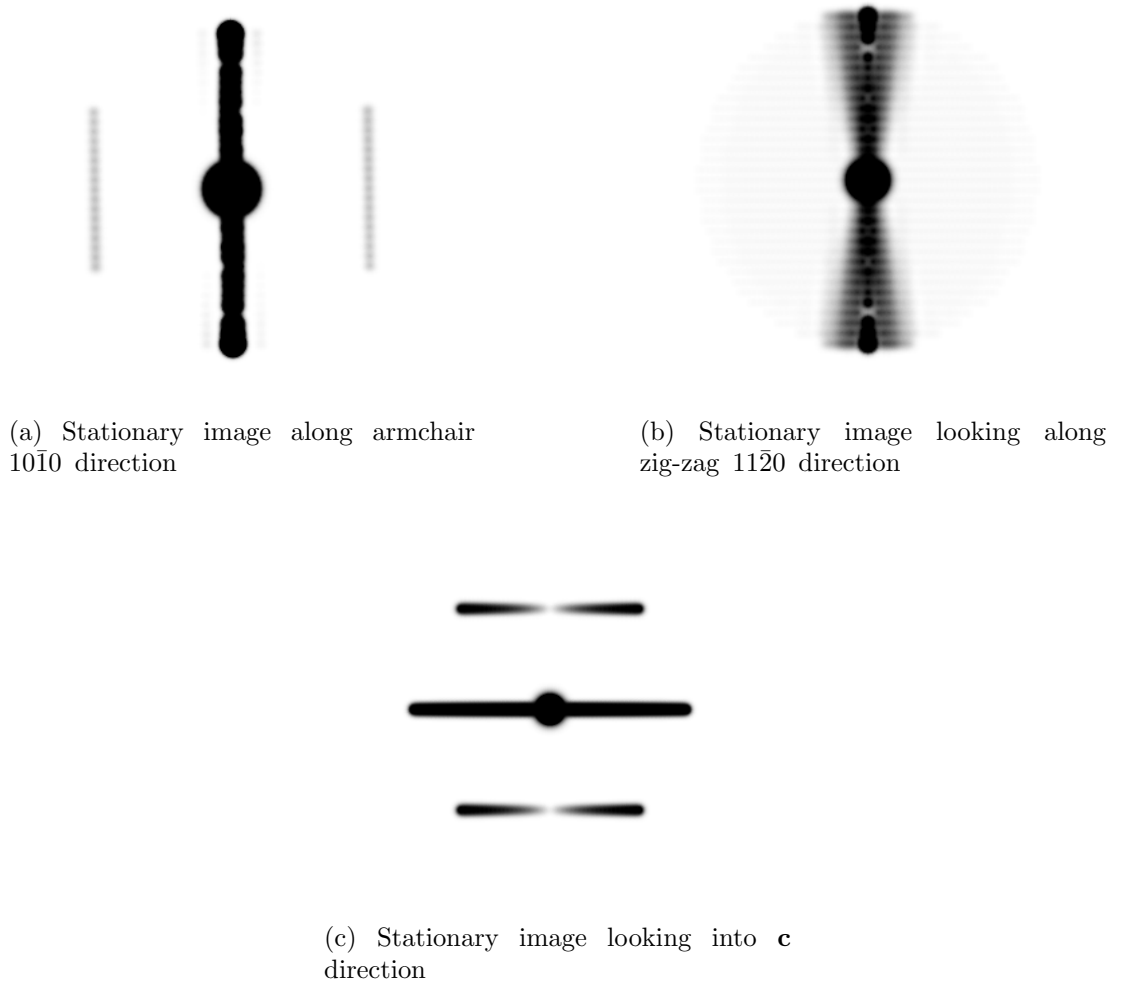 (a) Stationary image along armchair
101̄0 direction
(b) Stationary image looking along
zig-zag 112̄0 direction
(c) Stationary image looking into c
direction